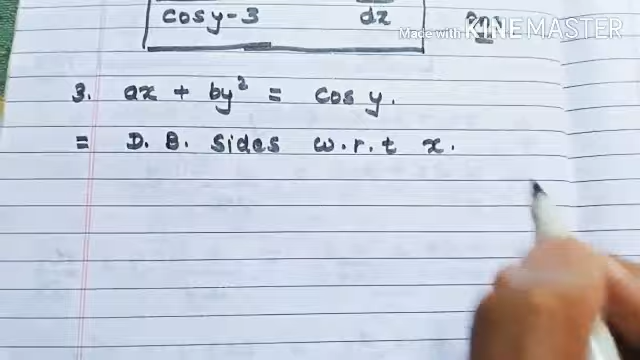 cosy-3 dx
Made with KINEMASTER
3. ax + by² = cos y.
= D. B. sides w.r.t x.